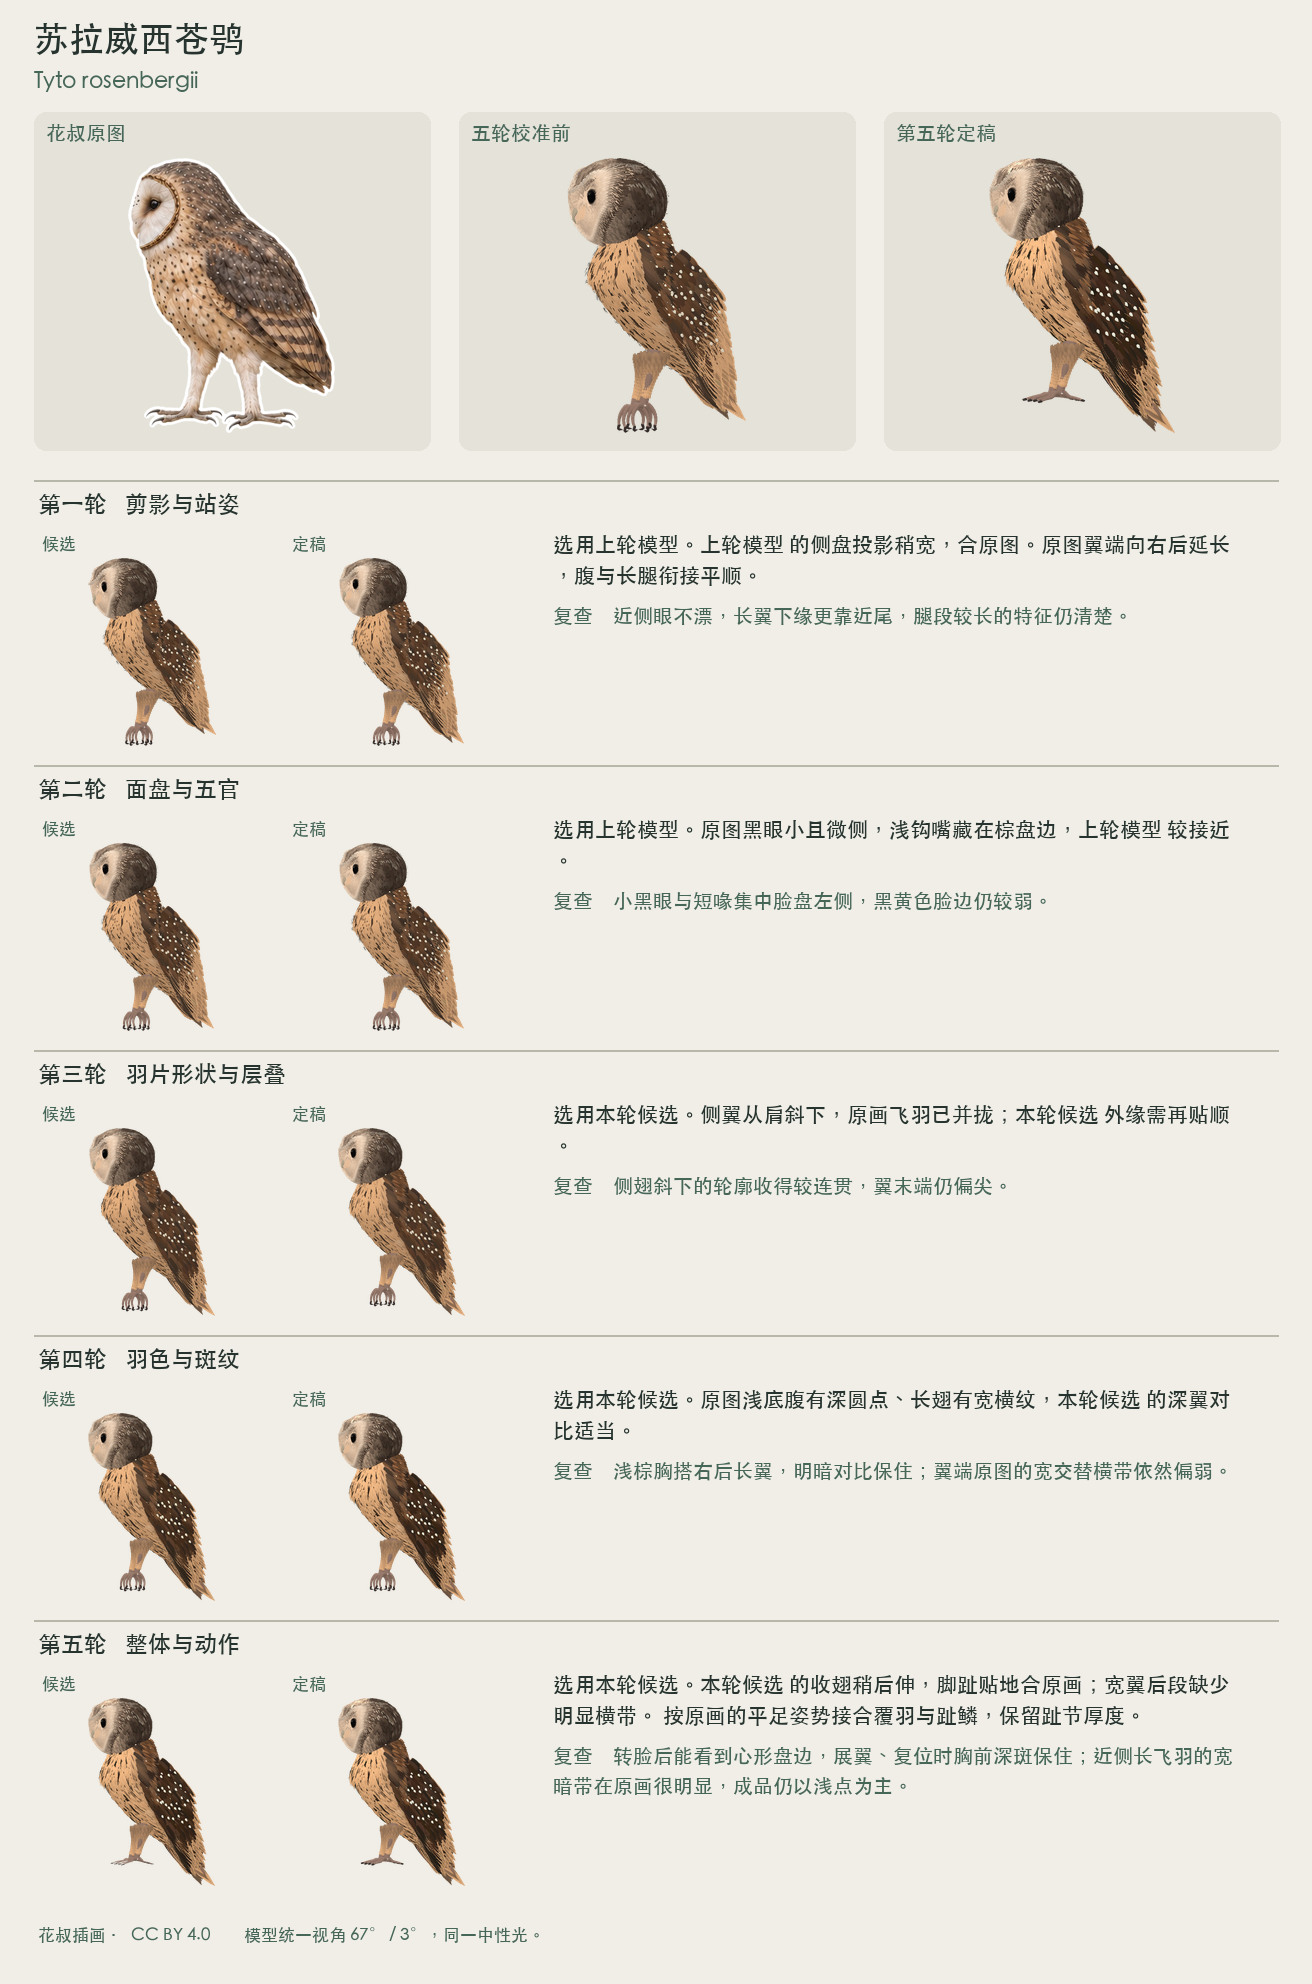 苏拉威西苍鸮
Tyto rosenbergii
花叔原图
五轮校准前
第五轮定稿
第一轮 剪影与站姿
候选
定稿
选用上轮模型。上轮模型 的侧盘投影稍宽，合原图。原图翼端向右后延长
，腹与长腿衔接平顺。
复查 近侧眼不漂，长翼下缘更靠近尾，腿段较长的特征仍清楚。
第二轮 面盘与五官
候选
定稿
选用上轮模型。原图黑眼小且微侧，浅钩嘴藏在棕盘边，上轮模型 较接近
。
复查 小黑眼与短喙集中脸盘左侧，黑黄色脸边仍较弱。
第三轮 羽片形状与层叠
候选
定稿
选用本轮候选。侧翼从肩斜下，原画飞羽已并拢；本轮候选 外缘需再贴顺
。
复查 侧翅斜下的轮廓收得较连贯，翼末端仍偏尖。
第四轮 羽色与斑纹
候选
定稿
选用本轮候选。原图浅底腹有深圆点、长翅有宽横纹，本轮候选 的深翼对
比适当。
复查 浅棕胸搭右后长翼，明暗对比保住；翼端原图的宽交替横带依然偏弱。
第五轮 整体与动作
候选
定稿
选用本轮候选。本轮候选 的收翅稍后伸，脚趾贴地合原画；宽翼后段缺少
明显横带。 按原画的平足姿势接合覆羽与趾鳞，保留趾节厚度。
复查 转脸后能看到心形盘边，展翼、复位时胸前深斑保住；近侧长飞羽的宽
暗带在原画很明显，成品仍以浅点为主。
花叔插画 · CC BY 4.0 模型统一视角 67° / 3°，同一中性光。